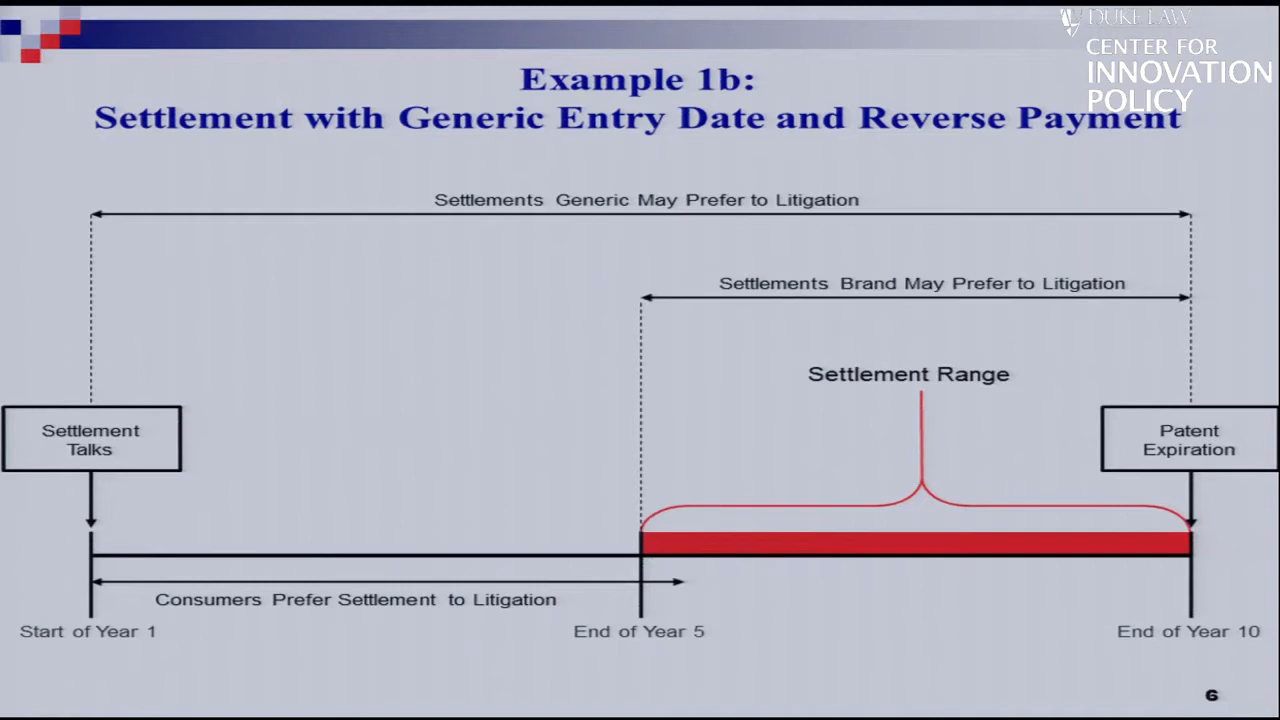 DUKE LAW
CENTER FOR
INNOVATION
POLICY
Example 1b:
Settlement with Generic Entry Date and Reverse Payment
Settlements Generic May Prefer to Litigation
Settlements Brand May Prefer to Litigation
Settlement Range
Settlement
Talks
Patent
Expiration
Consumers Prefer Settlement to Litigation
Start of Year 1
End of Year 5
End of Year 10
6